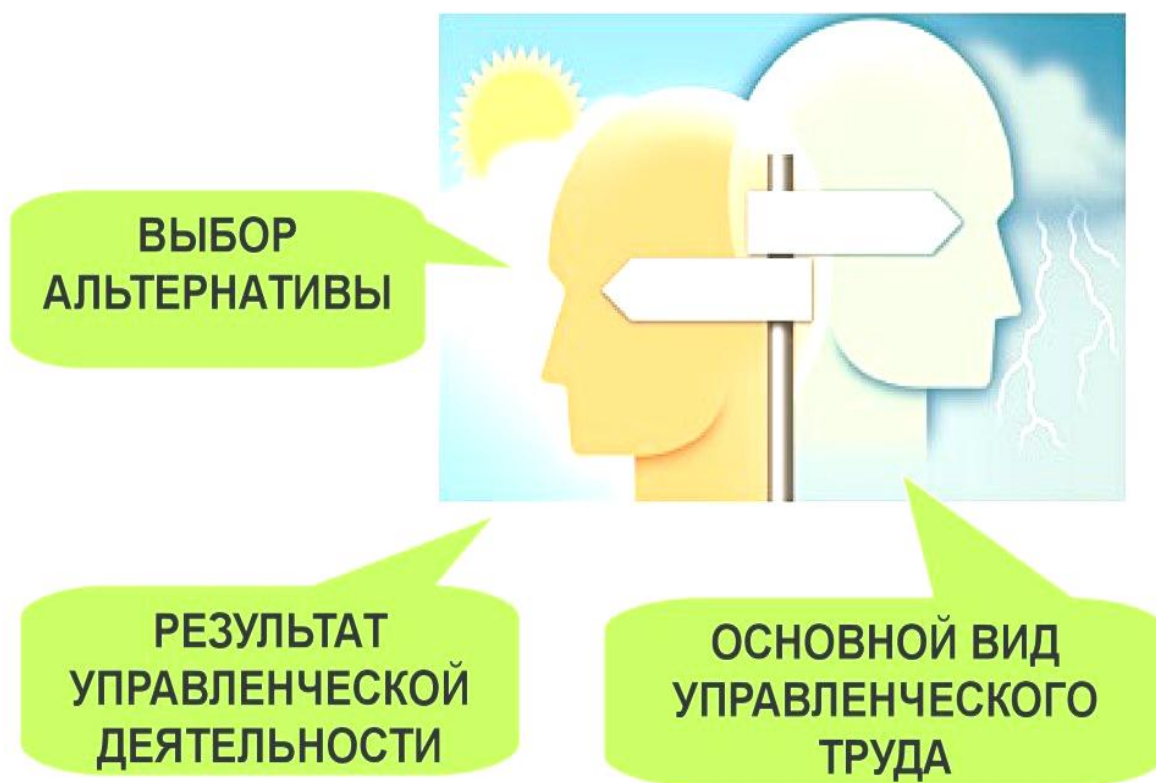 ВЫБОР
АЛЬТЕРНАТИВЫ
РЕЗУЛЬТАТ
УПРАВЛЕНЧЕСКОЙ
ДЕЯТЕЛЬНОСТИ
ОСНОВНОЙ ВИД
УПРАВЛЕНЧЕСКОГО
ТРУДА